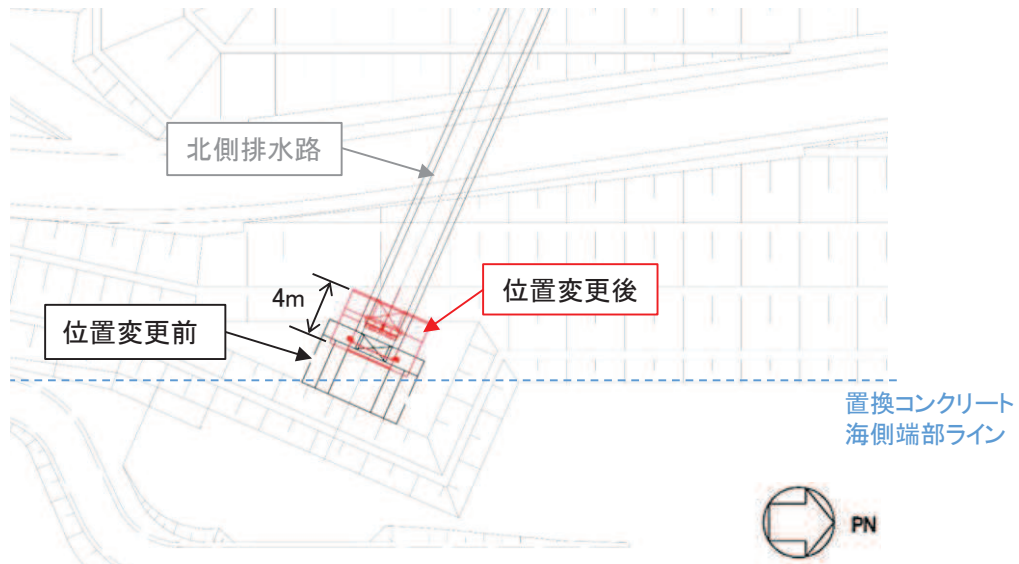 北側排水路
4m
位置変更後
位置変更前
置換コンクリート
海側端部ライン
PN